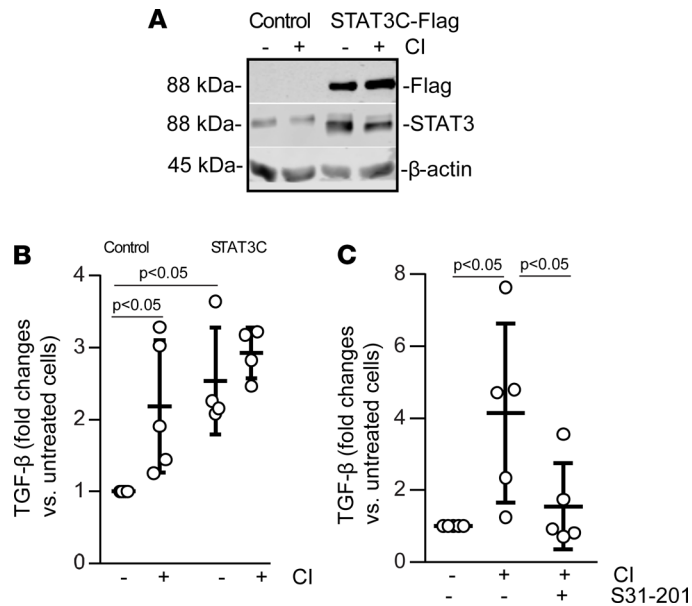 A
Control STAT3C-Flag
- + - + CI
88 kDa- -Flag
88 kDa- -STAT3
45 kDa- -β-actin
B
Control STAT3C
p<0.05
p<0.05
TGF-β (fold changes
vs. untreated cells)
4
3
2
1
0
- + - + CI
C
p<0.05 p<0.05
TGF-β (fold changes
vs. untreated cells)
8
6
4
2
0
- + + CI
- - + S31-201